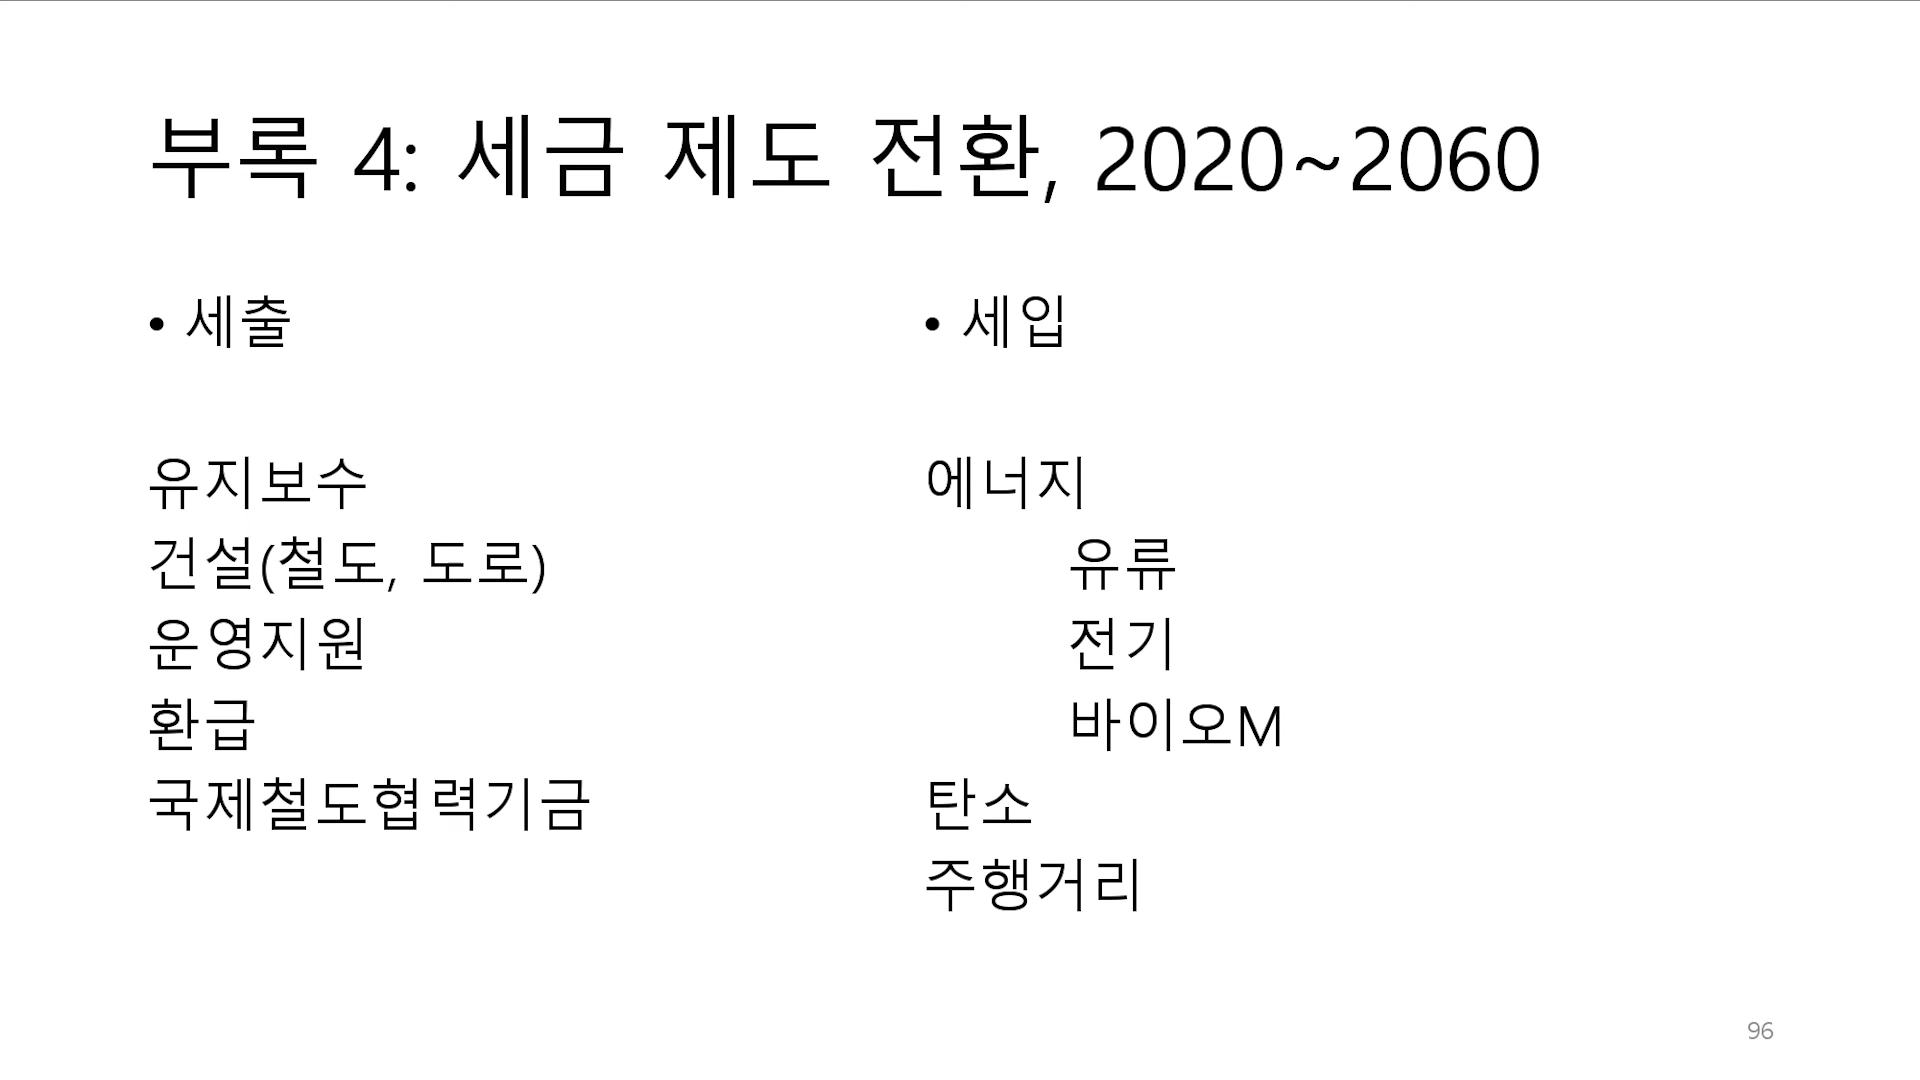 부록 4: 세금 제도 전환, 2020~2060
• 세출
유지보수
건설(철도, 도로)
운영지원
환급
국제철도협력기금
• 세입
에너지
유류
전기
바이오M
탄소
주행거리
96